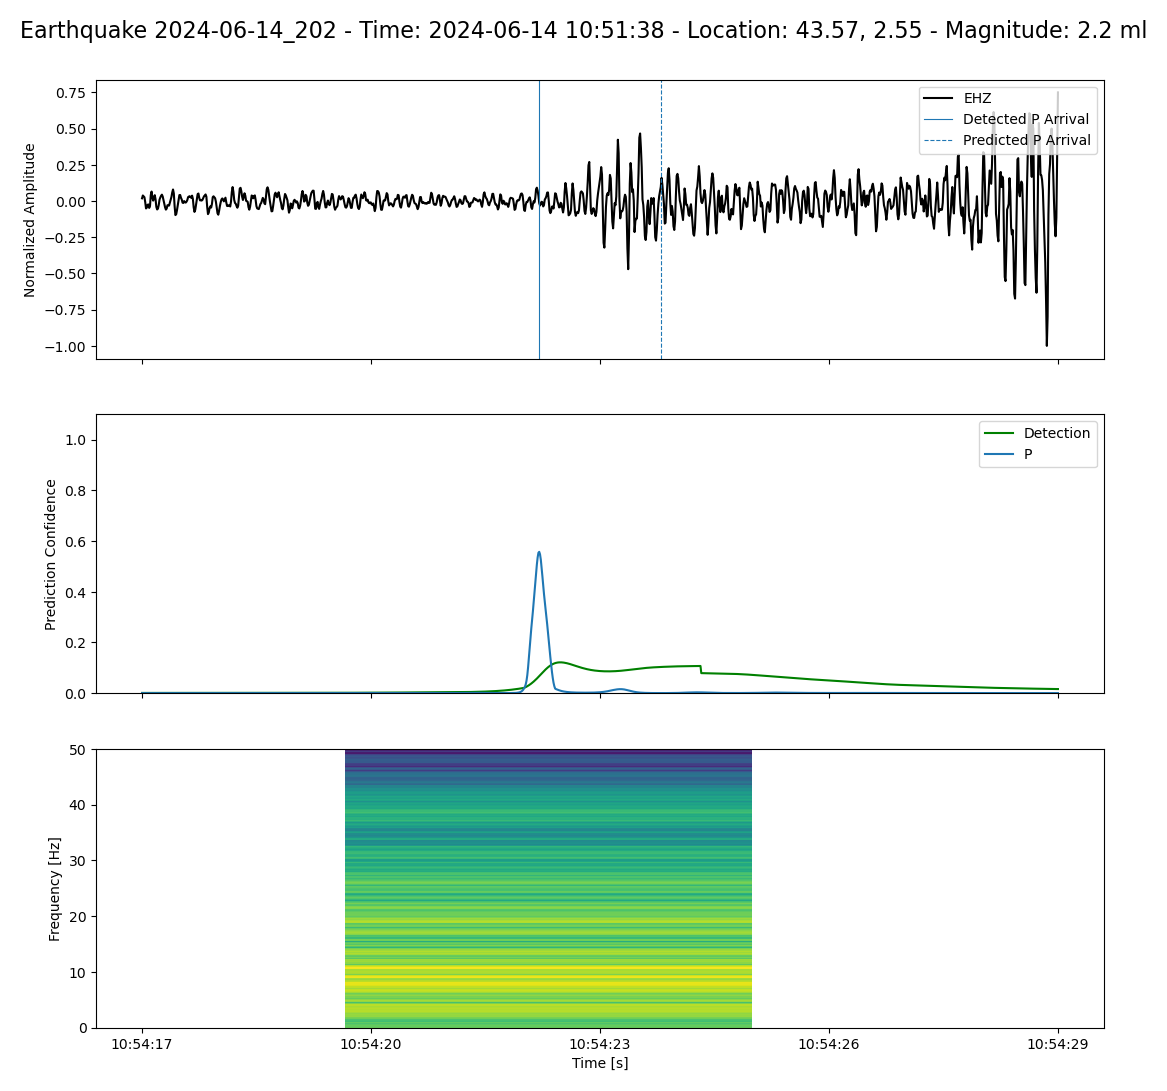 Earthquake 2024-06-14_202 - Time: 2024-06-14 10:51:38 - Location: 43.57, 2.55 - Magnitude: 2.2 ml
Normalized Amplitude
0.75
0.50
0.25
0.00
−0.25
−0.50
−0.75
−1.00
EHZ
Detected P Arrival
Predicted P Arrival
Prediction Confidence
1.0
0.8
0.6
0.4
0.2
0.0
Detection
P
Frequency [Hz]
50
40
30
20
10
0
10:54:17 10:54:20 10:54:23 10:54:26 10:54:29
Time [s]